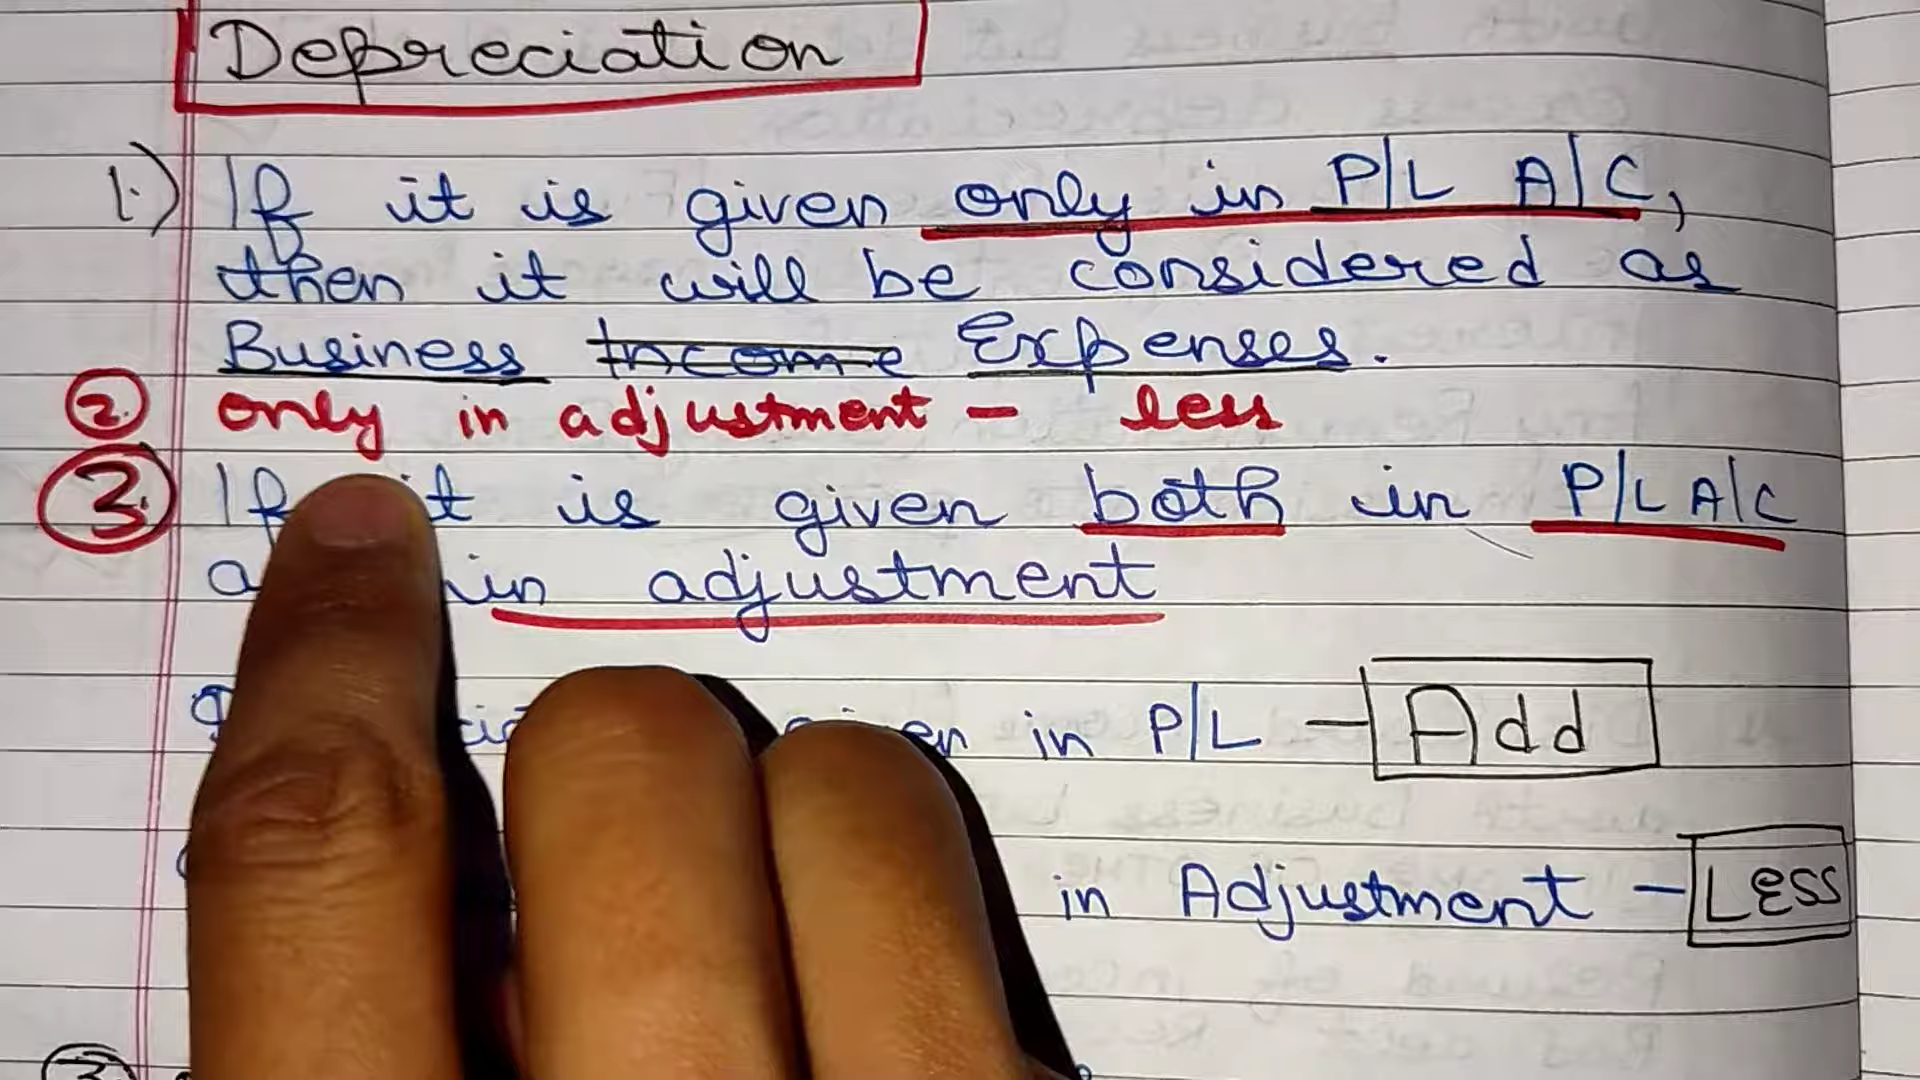 Depreciation
1.) If it is given only in P/L A/C,
then it will be considered as
Business Income Expenses.
2. only in adjustment - less
3. If it is given both in P/L A/C
in adjustment
in P/L - Add
in Adjustment - Less